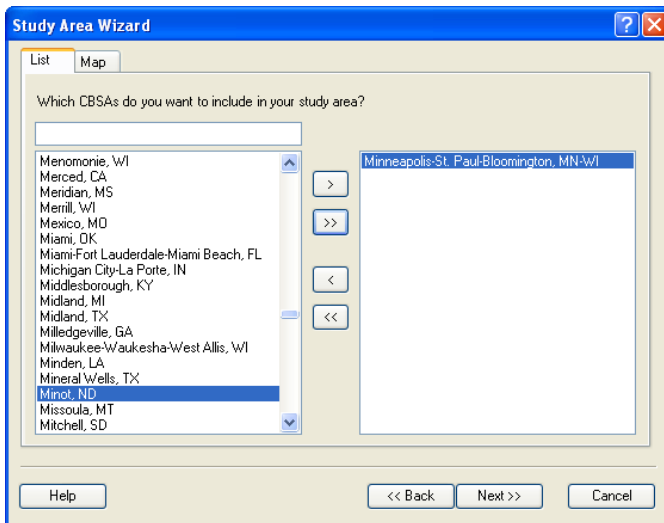 Study Area Wizard
List
Map
Which CBSAs do you want to include in your study area?
Menomonie, WI
Merced, CA
Meridian, MS
Merrill, WI
Mexico, MO
Miami, OK
Miami-Fort Lauderdale-Miami Beach, FL
Michigan City-La Porte, IN
Middlesborough, KY
Midland, MI
Midland, TX
Milledgeville, GA
Milwaukee-Waukesha-West Allis, WI
Minden, LA
Mineral Wells, TX
Minot, ND
Missoula, MT
Mitchell, SD
>
>>
<
<<
Minneapolis-St. Paul-Bloomington, MN-WI
Help
<< Back
Next >>
Cancel